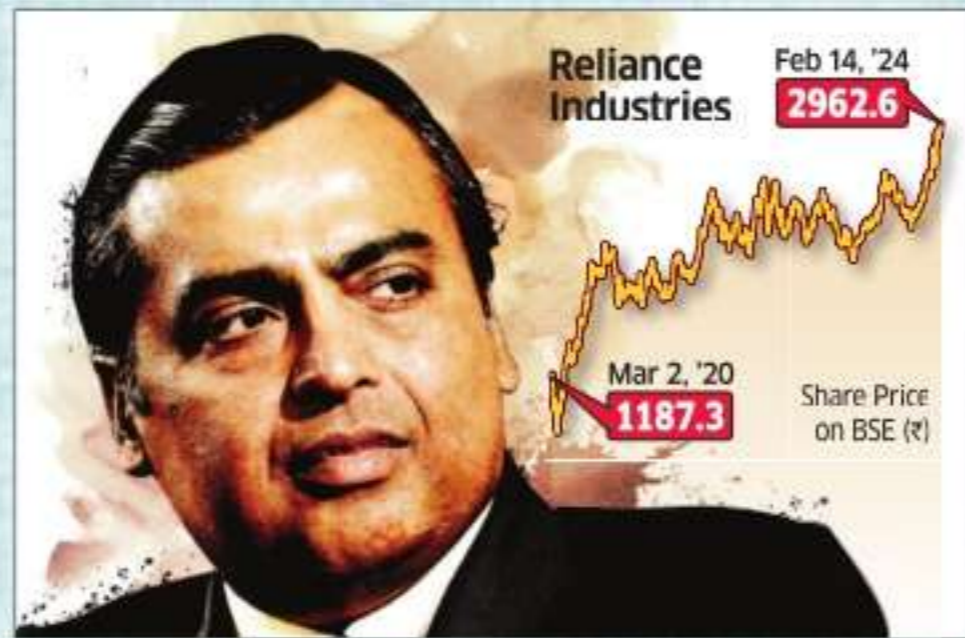 Reliance
Industries
Feb 14, '24
2962.6
Mar 2, '20
1187.3
Share Price
on BSE (₹)